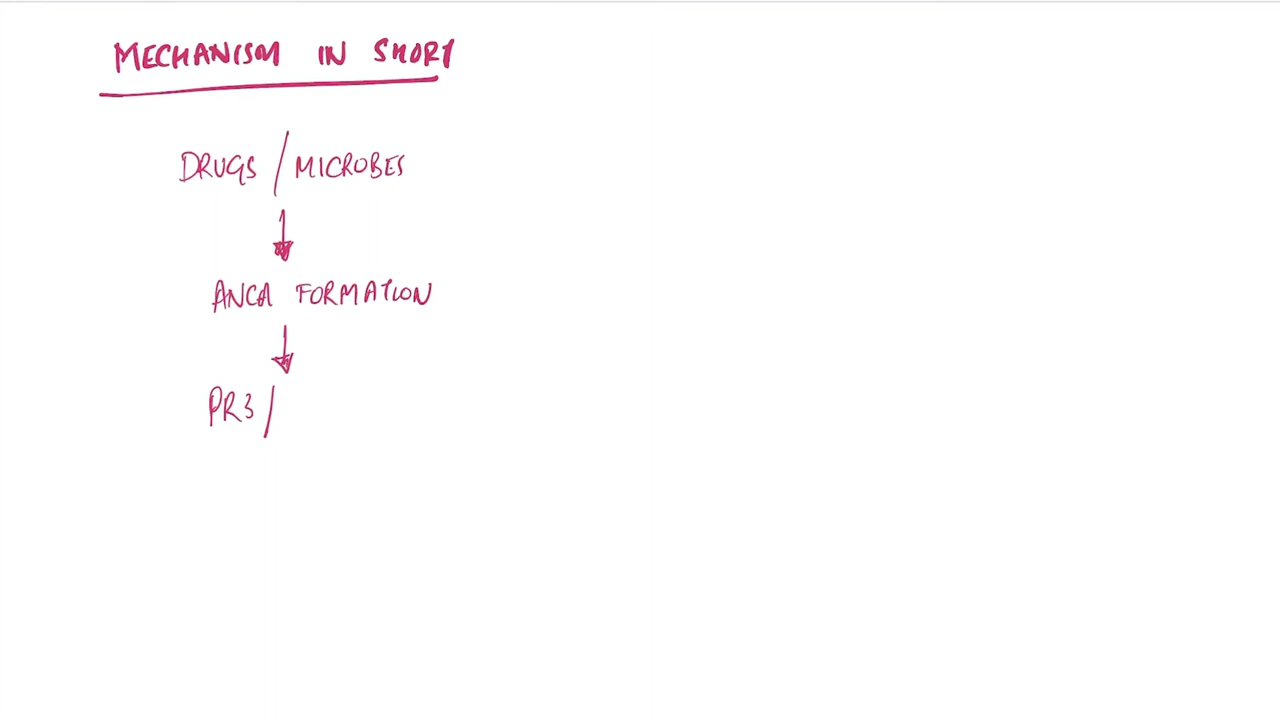 MECHANISM IN SHORT
DRUGS / MICROBES
ANCA FORMATION
PR3 /